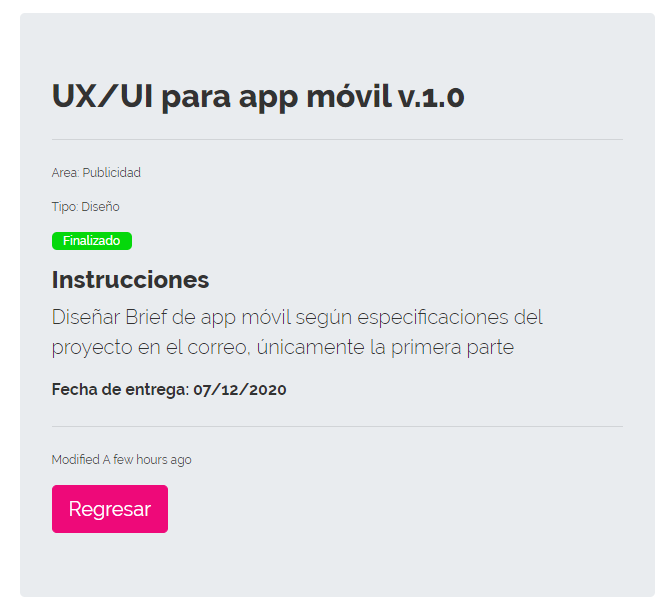 UX/UI para app móvil v.1.0
Area: Publicidad
Tipo: Diseño
Finalizado
Instrucciones
Diseñar Brief de app móvil según especificaciones del
proyecto en el correo, únicamente la primera parte
Fecha de entrega: 07/12/2020
Modified A few hours ago
Regresar